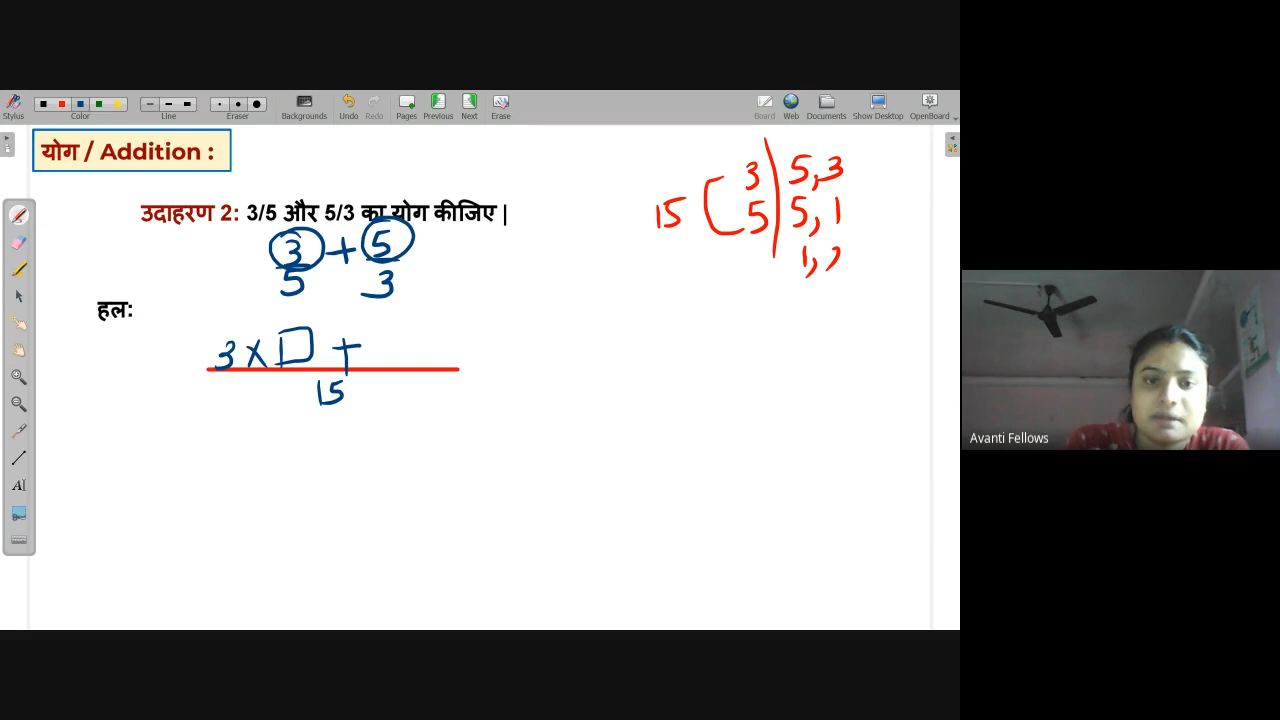 Stylus
Color
Line
Eraser
Backgrounds
Undo
Redo
Pages
Previous
Next
Erase
Board
Web
Documents
Show Desktop
OpenBoard
योग / Addition :
उदाहरण 2: 3/5 और 5/3 का योग कीजिए |
3 + 5
5 3
हल:
3 × □ +
15
3 | 5, 3
15 5 | 5, 1
1, ,
Avanti Fellows